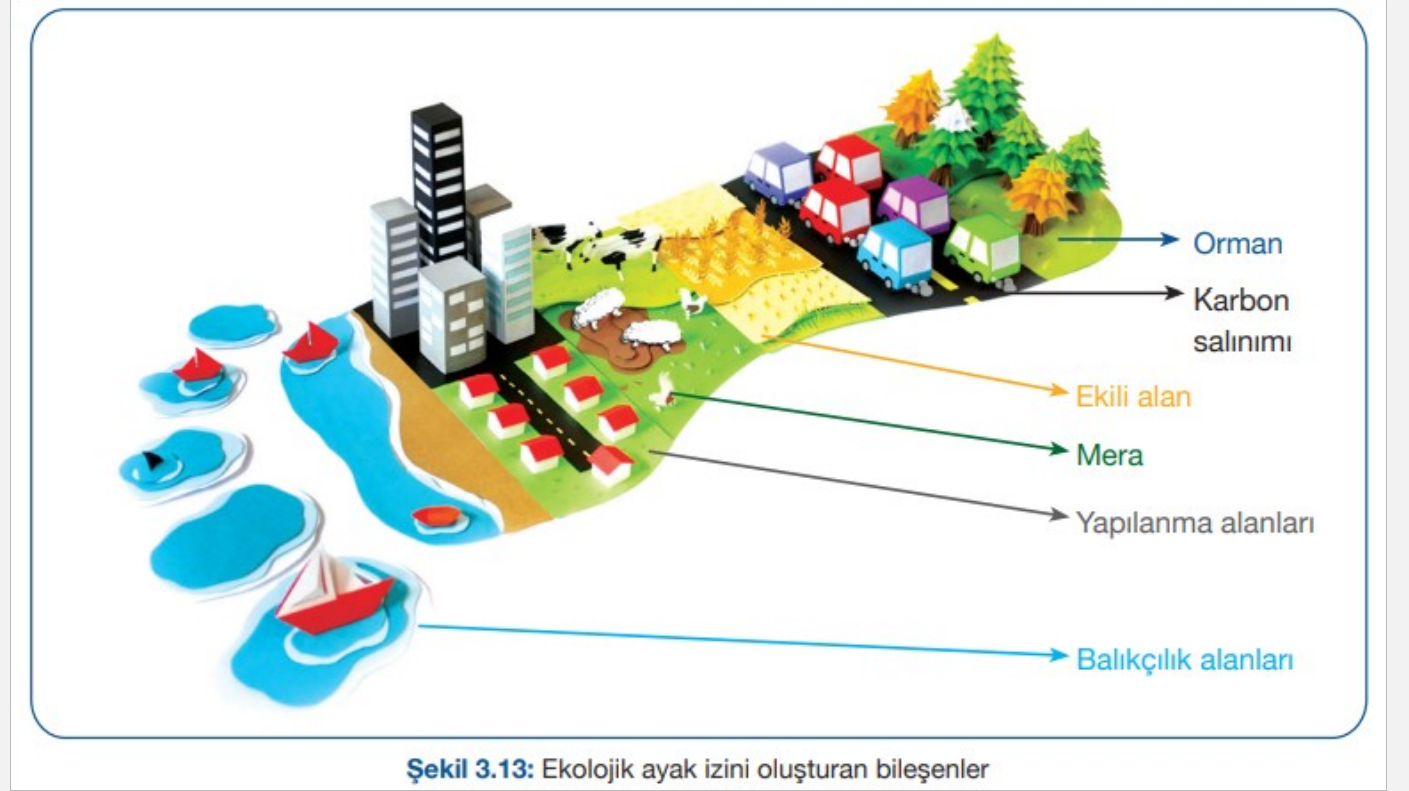 Orman
Karbon
salınımı
Ekili alan
Mera
Yapılanma alanları
Balıkçılık alanları
Şekil 3.13: Ekolojik ayak izini oluşturan bileşenler